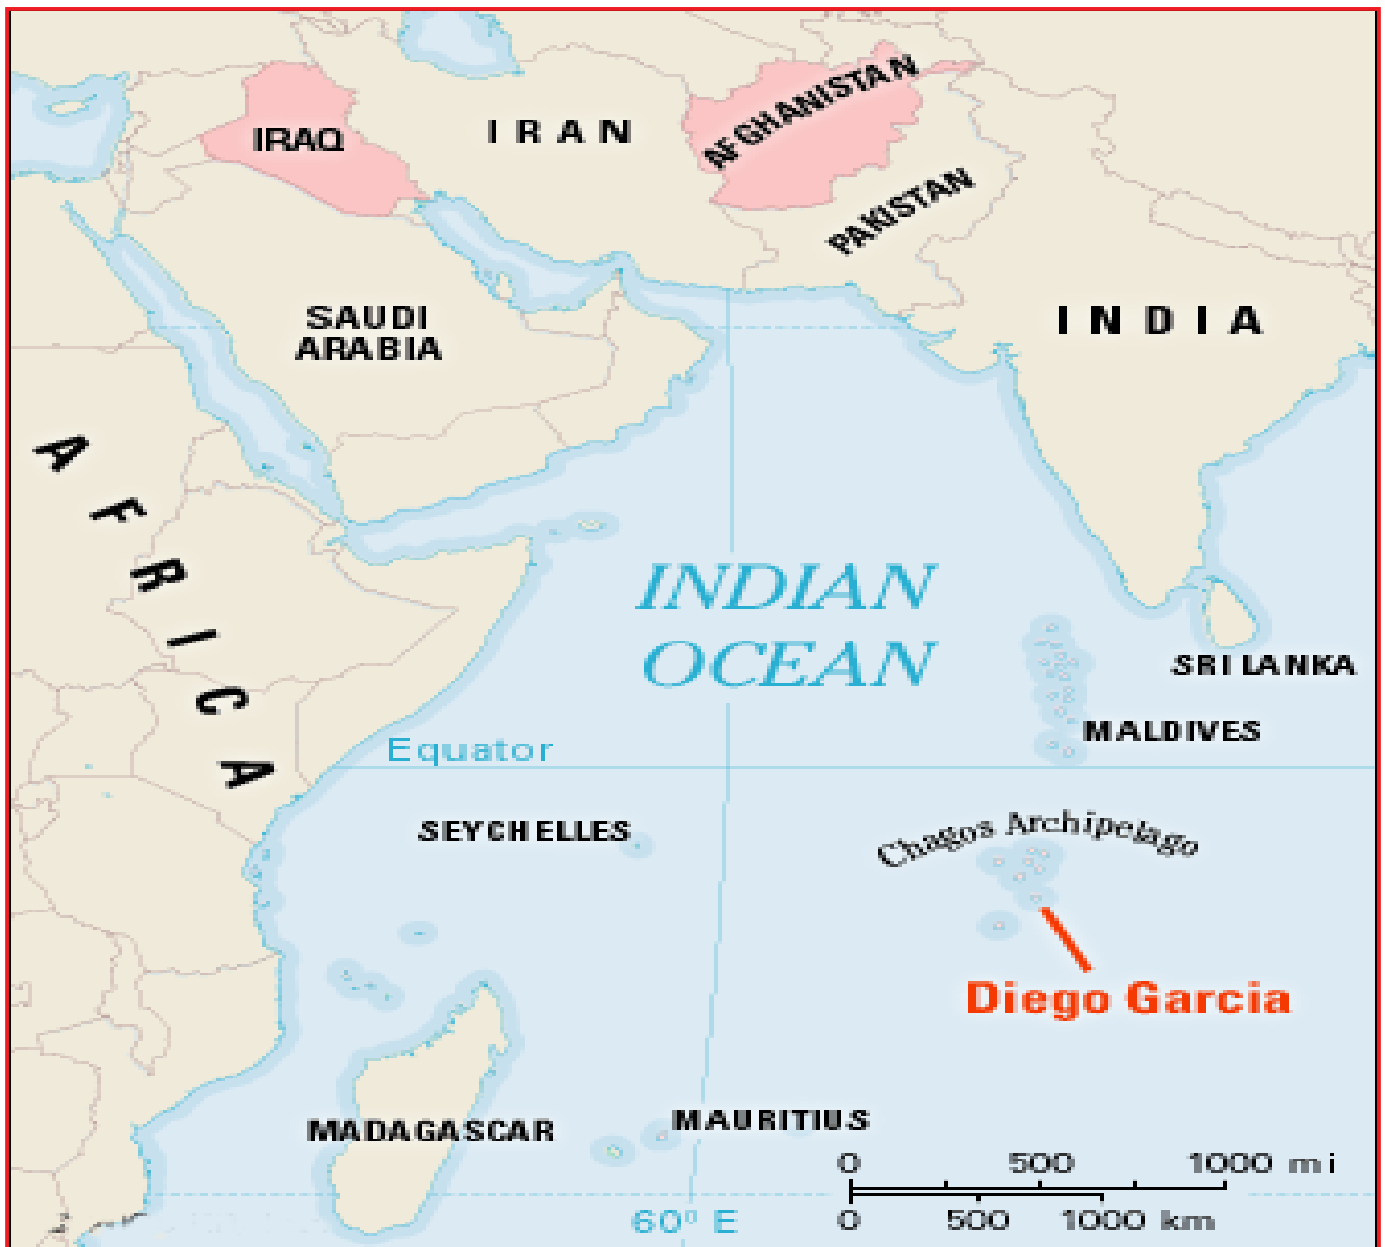 IRAQ
IRAN
AFGHANISTAN
PAKISTAN
SAUDI
ARABIA
INDIA
AFRICA
INDIAN
OCEAN
SRI LANKA
MALDIVES
Equator
SEYCHELLES
Chagos Archipelago
Diego Garcia
MADAGASCAR
MAURITIUS
0 500 1000 mi
0 500 1000 km
60º E